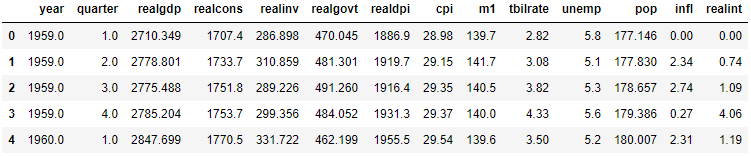 year quarter realgdp realcons realinv realgovt realdpi cpi m1 tbilrate unemp pop infl realint
0 1959.0 1.0 2710.349 1707.4 286.898 470.045 1886.9 28.98 139.7 2.82 5.8 177.146 0.00 0.00
1 1959.0 2.0 2778.801 1733.7 310.859 481.301 1919.7 29.15 141.7 3.08 5.1 177.830 2.34 0.74
2 1959.0 3.0 2775.488 1751.8 289.226 491.260 1916.4 29.35 140.5 3.82 5.3 178.657 2.74 1.09
3 1959.0 4.0 2785.204 1753.7 299.356 484.052 1931.3 29.37 140.0 4.33 5.6 179.386 0.27 4.06
4 1960.0 1.0 2847.699 1770.5 331.722 462.199 1955.5 29.54 139.6 3.50 5.2 180.007 2.31 1.19